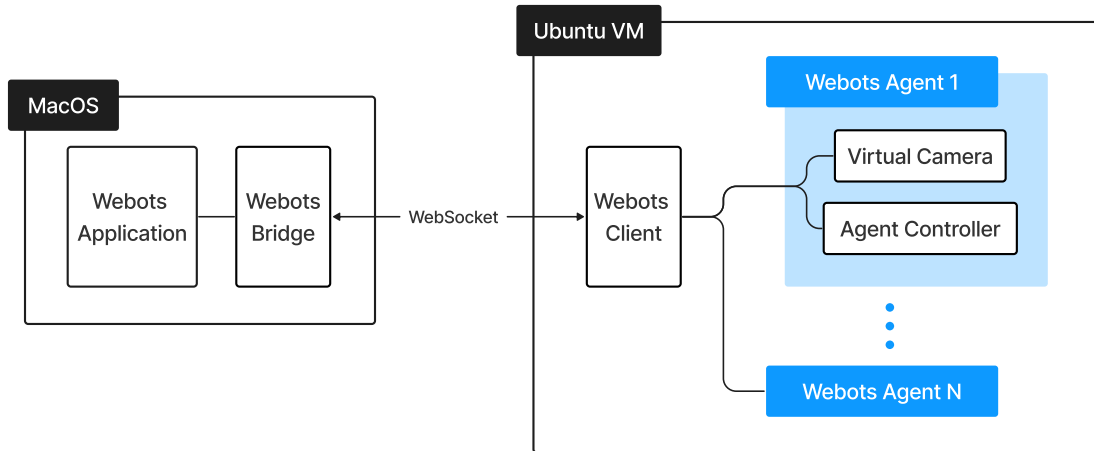 MacOS
Webots
Application
Webots
Bridge
WebSocket
Ubuntu VM
Webots
Client
Webots Agent 1
Virtual Camera
Agent Controller
Webots Agent N